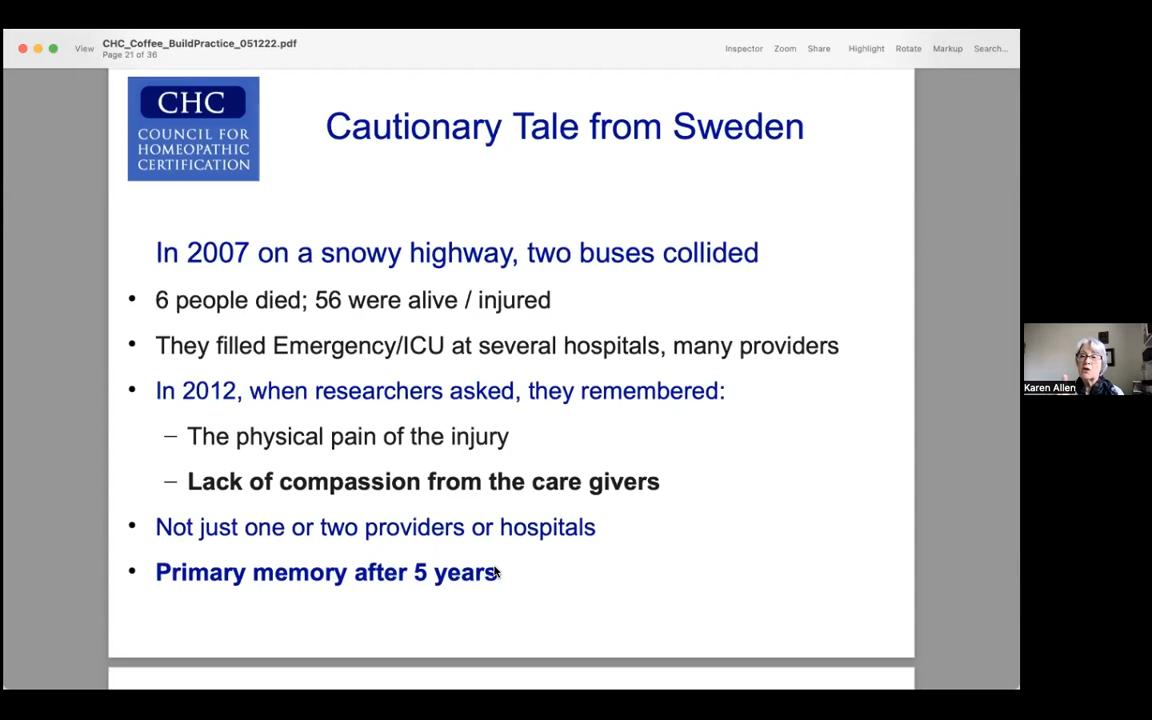 View
CHC_Coffee_BuildPractice_051222.pdf
Page 21 of 36
Inspector
Zoom
Share
Highlight
Rotate
Markup
Search...
CHC
COUNCIL FOR
HOMEOPATHIC
CERTIFICATION
Cautionary Tale from Sweden
In 2007 on a snowy highway, two buses collided
• 6 people died; 56 were alive / injured
• They filled Emergency/ICU at several hospitals, many providers
• In 2012, when researchers asked, they remembered:
– The physical pain of the injury
– Lack of compassion from the care givers
• Not just one or two providers or hospitals
• Primary memory after 5 years
Karen Allen